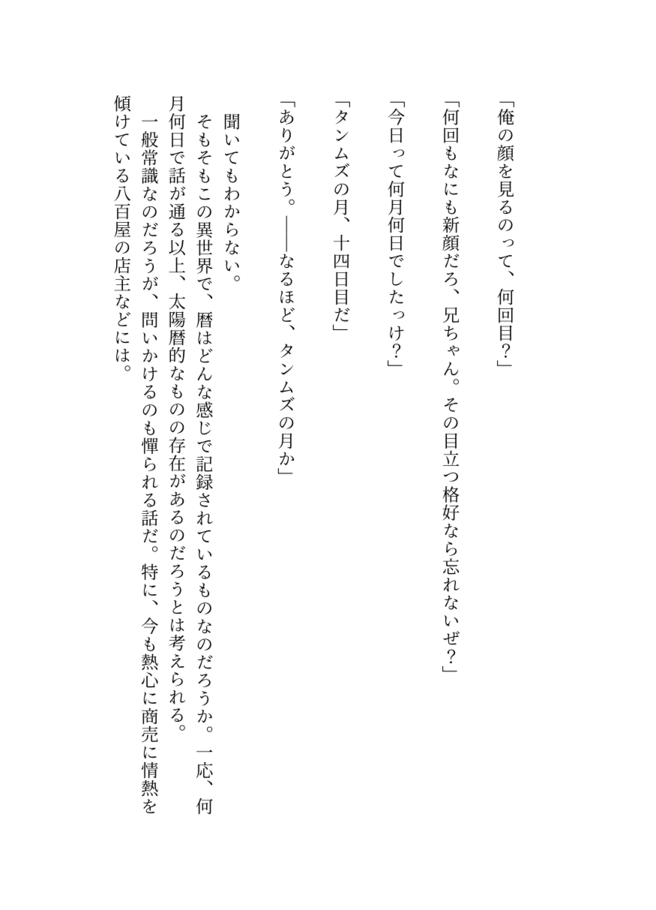 「俺の顔を見るのって、何回目？」
「何回もなにも新顔だろ、兄ちゃん。その目立つ格好なら忘れないぜ？」
「今日って何月何日でしたっけ？」
「タンムズの月、十四日目だ」
「ありがとう。――なるほど、タンムズの月か」
　聞いてもわからない。
　そもそもこの異世界で、暦はどんな感じで記録されているものなのだろうか。一応、何
月何日で話が通る以上、太陽暦的なものの存在があるのだろうとは考えられる。
　一般常識なのだろうが、問いかけるのも憚られる話だ。特に、今も熱心に商売に情熱を
傾けている八百屋の店主などには。